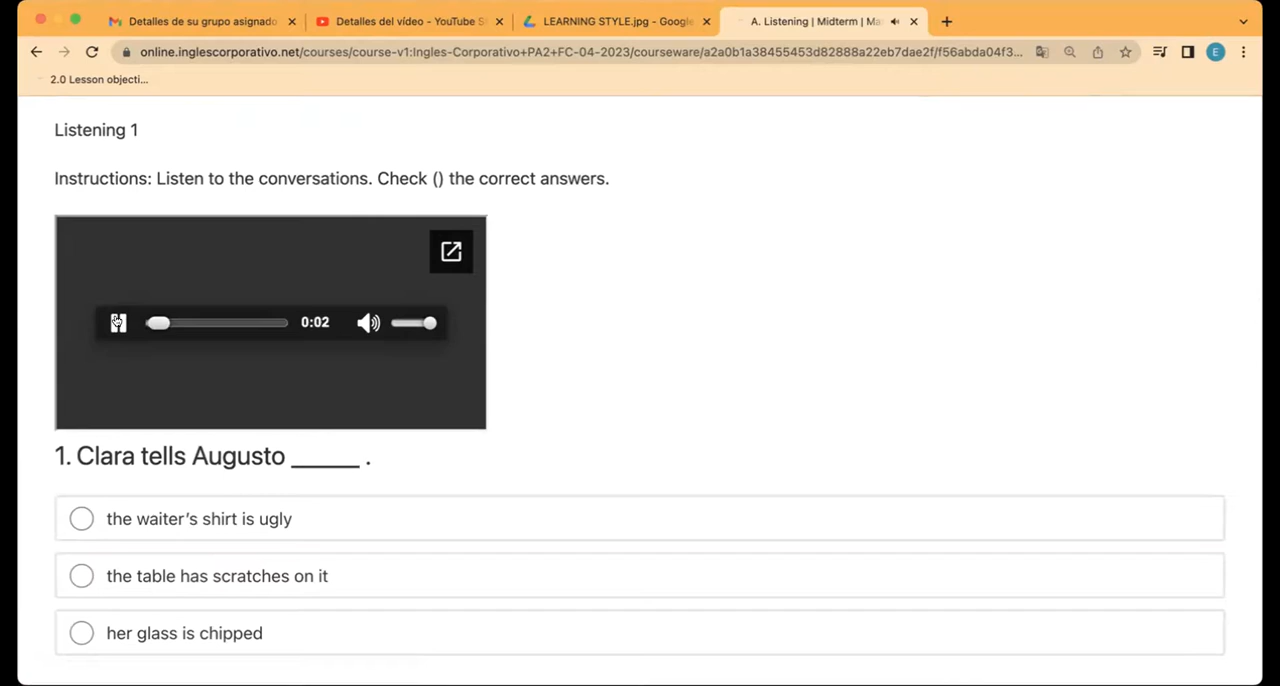 Detalles de su grupo asignado
Detalles del vídeo - YouTube S
LEARNING STYLE.jpg - Google
A. Listening | Midterm | Ma
online.inglescorporativo.net/courses/course-v1:Ingles-Corporativo+PA2+FC-04-2023/courseware/a2a0b1a38455453d82888a22eb7dae2f/f56abda04f3...
E
2.0 Lesson objecti...
Listening 1
Instructions: Listen to the conversations. Check () the correct answers.
0:02
1. Clara tells Augusto ______ .
the waiter’s shirt is ugly
the table has scratches on it
her glass is chipped